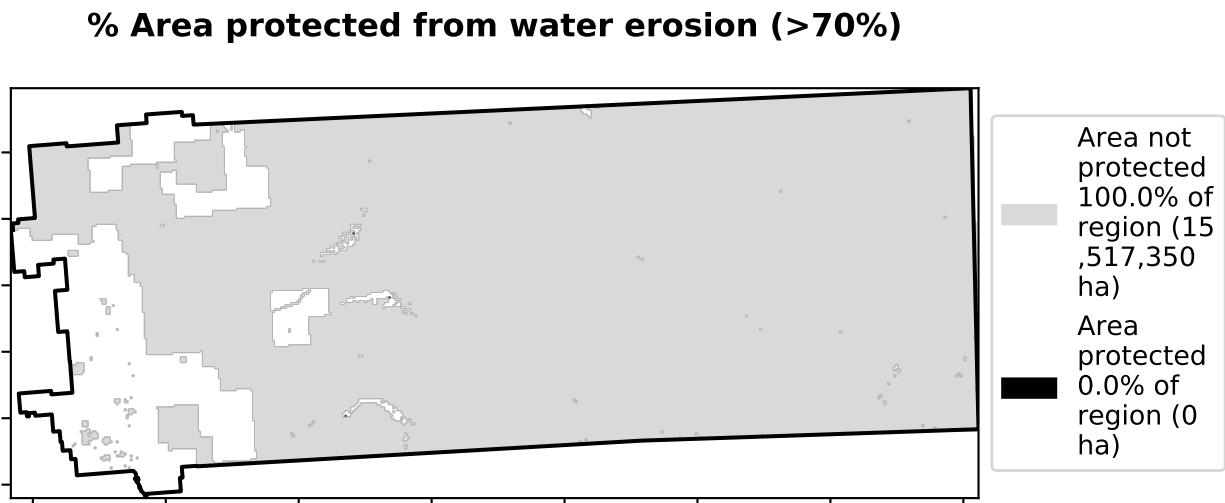 % Area protected from water erosion (>70%)
Area not
protected
100.0% of
region (15
,517,350
ha)
Area
protected
0.0% of
region (0
ha)